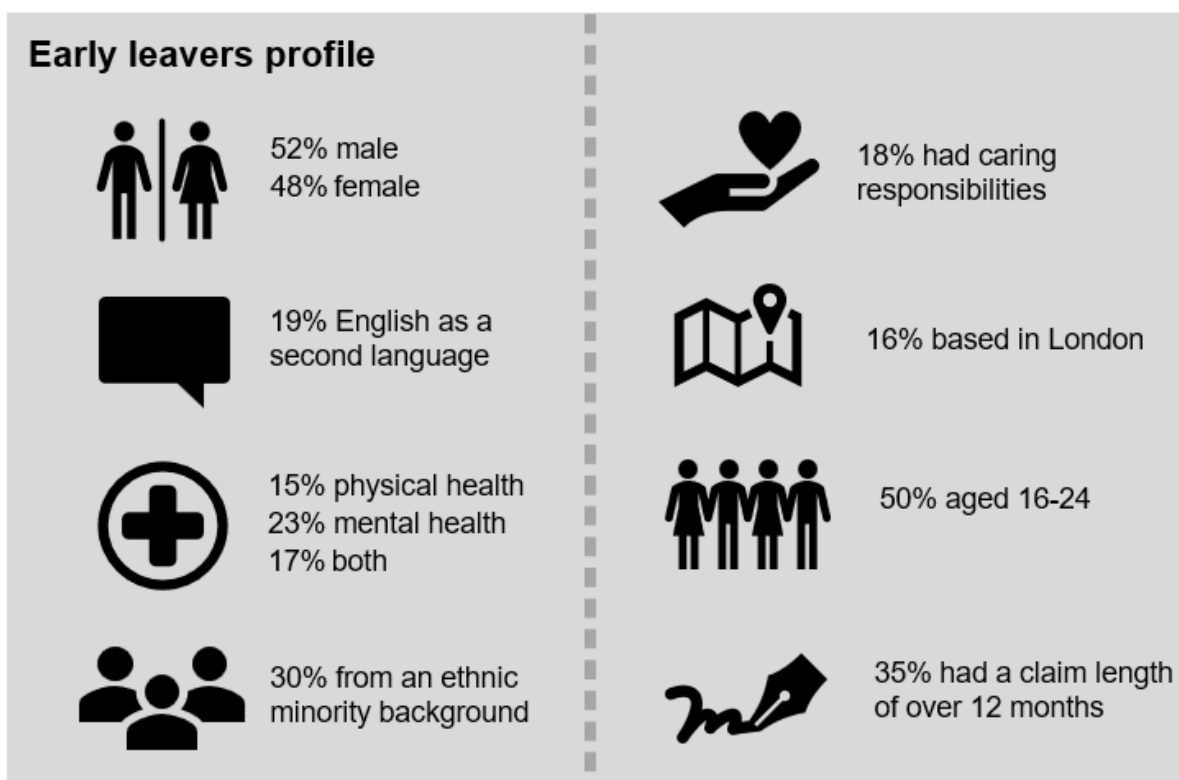 Early leavers profile
52% male
48% female
19% English as a
second language
15% physical health
23% mental health
17% both
30% from an ethnic
minority background
18% had caring
responsibilities
16% based in London
50% aged 16-24
35% had a claim length
of over 12 months